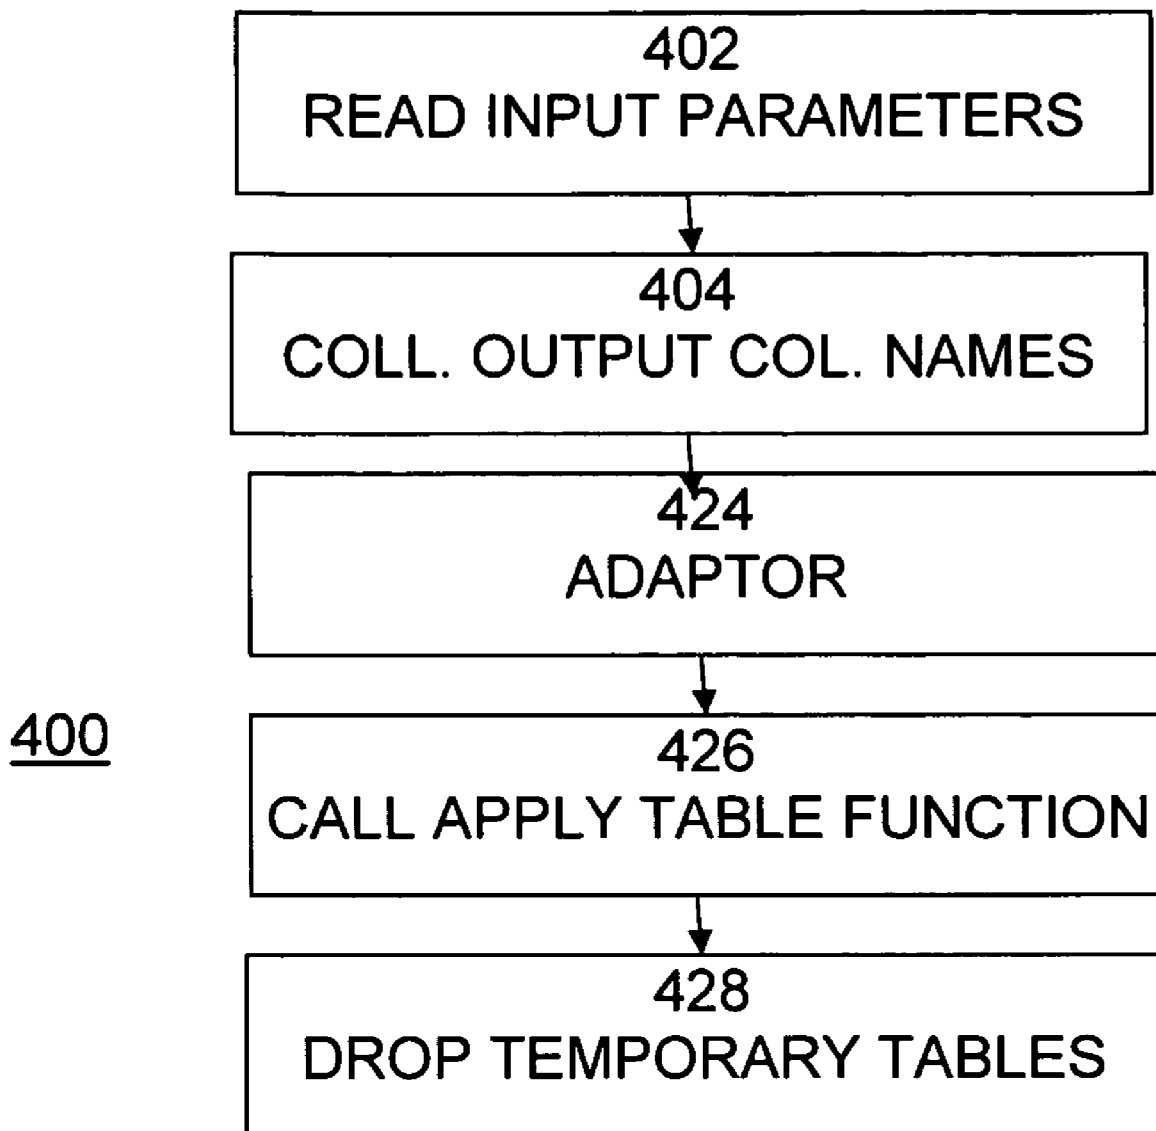 402
READ INPUT PARAMETERS
404
COLL. OUTPUT COL. NAMES
424
ADAPTOR
400
426
CALL APPLY TABLE FUNCTION
428
DROP TEMPORARY TABLES